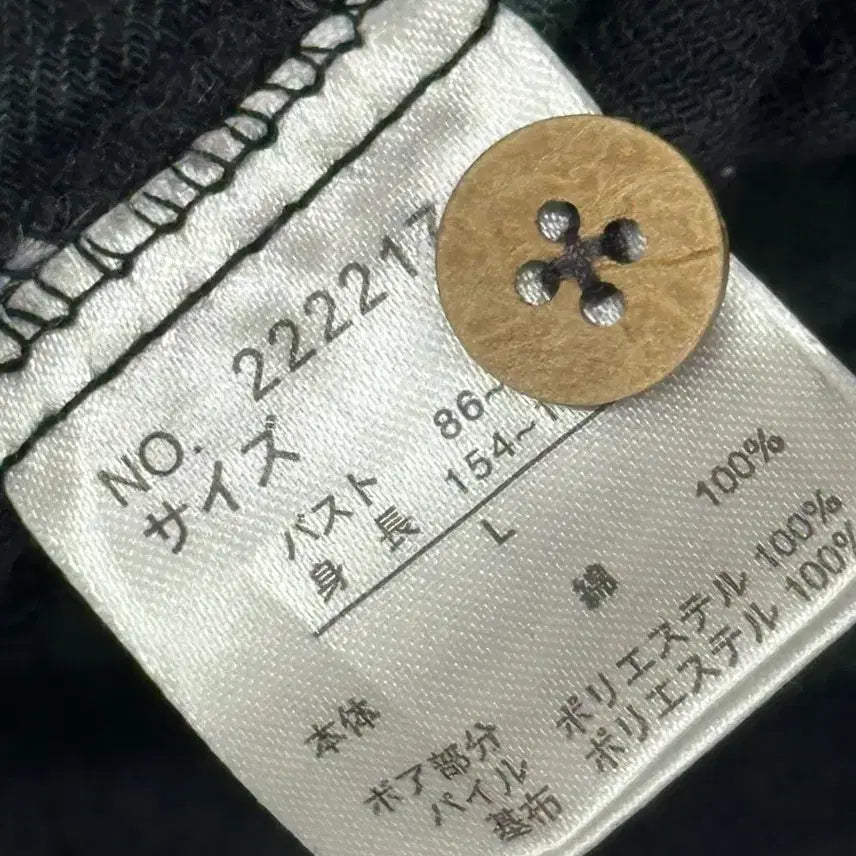 NO. 222217
サイズ
バスト 86~
身長 154~1
L
本体 綿 100%
ボア部分
パイル ポリエステル 100%
基布 ポリエステル 100%